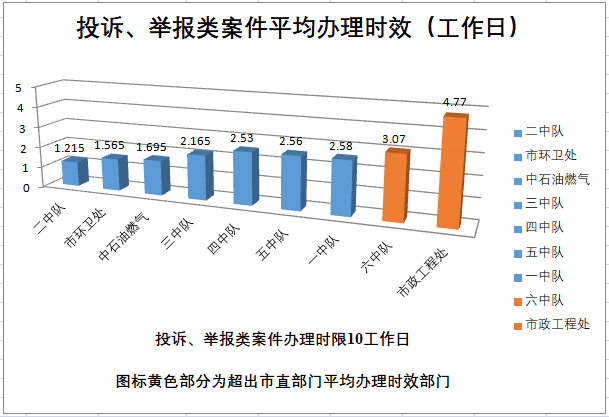 投诉、举报类案件平均办理时效（工作日）
5
4
3
2
1
0
1.215
1.565
1.695
2.165
2.53
2.56
2.58
3.07
4.77
二中队
市环卫处
中石油燃气
三中队
四中队
五中队
一中队
六中队
市政工程处
二中队
市环卫处
中石油燃气
三中队
四中队
五中队
一中队
六中队
市政工程处
投诉、举报类案件办理时限10工作日
图标黄色部分为超出市直部门平均办理时效部门